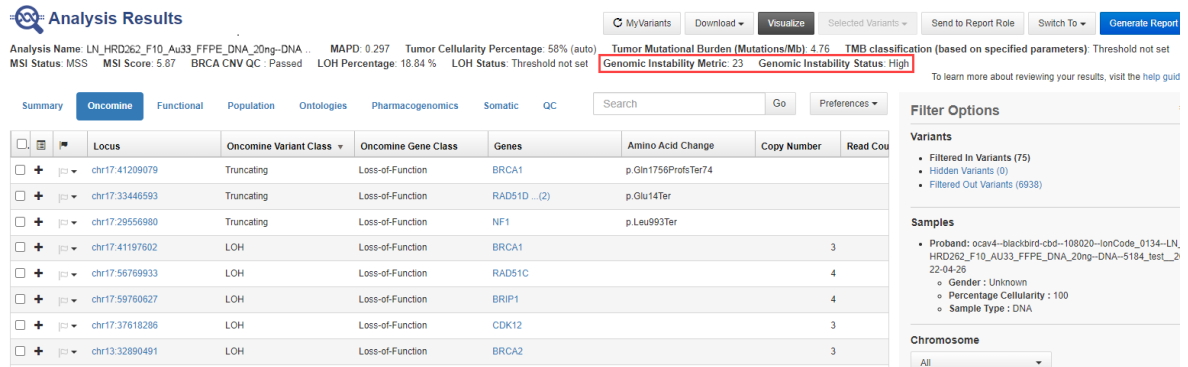 Analysis Results
MyVariants Download Visualize Selected Variants Send to Report Role Switch To Generate Report
Analysis Name: LN_HRD262_F10_Au33_FFPE_DNA_20ng--DNA .. MAPD: 0.297 Tumor Cellularity Percentage: 58% (auto) Tumor Mutational Burden (Mutations/Mb): 4.76 TMB classification (based on specified parameters): Threshold not set
MSI Status: MSS MSI Score: 5.87 BRCA CNV QC : Passed LOH Percentage: 18.84 % LOH Status: Threshold not set Genomic Instability Metric: 23 Genomic Instability Status: High
To learn more about reviewing your results, visit the help guid
Summary Oncomine Functional Population Ontologies Pharmacogenomics Somatic QC Search Go Preferences
Locus Oncomine Variant Class Oncomine Gene Class Genes Amino Acid Change Copy Number Read Cou
chr17:41209079 Truncating Loss-of-Function BRCA1 p.Gln1756ProfsTer74
chr17:33446593 Truncating Loss-of-Function RAD51D ...(2) p.Glu14Ter
chr17:29556980 Truncating Loss-of-Function NF1 p.Leu993Ter
chr17:41197602 LOH Loss-of-Function BRCA1 3
chr17:56769933 LOH Loss-of-Function RAD51C 4
chr17:59760627 LOH Loss-of-Function BRIP1 4
chr17:37618286 LOH Loss-of-Function CDK12 3
chr13:32890491 LOH Loss-of-Function BRCA2 3
Filter Options
Variants
Filtered In Variants (75)
Hidden Variants (0)
Filtered Out Variants (6938)
Samples
Proband: ocav4--blackbird-cbd--108020--IonCode_0134--LN_
HRD262_F10_AU33_FFPE_DNA_20ng--DNA--5184_test__20
22-04-26
Gender : Unknown
Percentage Cellularity : 100
Sample Type : DNA
Chromosome
All